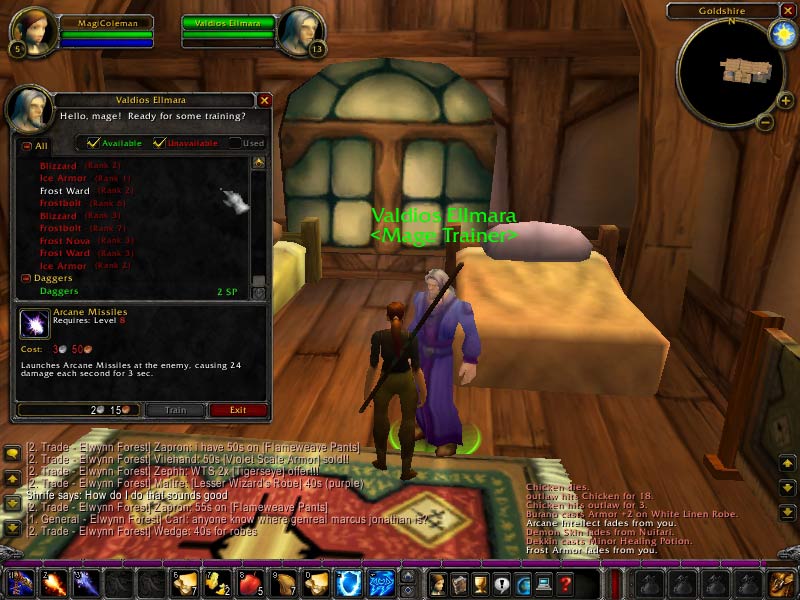 MagiColeman
5
Valdios Ellmara
13
Goldshire
N
Valdios Ellmara
Hello, mage! Ready for some training?
All
Available
Unavailable
Used
Blizzard (Rank 2)
Ice Armor (Rank 1)
Frost Ward (Rank 2)
Frostbolt (Rank 6)
Blizzard (Rank 3)
Frostbolt (Rank 7)
Frost Nova (Rank 3)
Frost Ward (Rank 3)
Ice Armor (Rank 2)
Daggers
Daggers 2 SP
Arcane Missiles
Requires: Level 8
Cost: 3 50
Launches Arcane Missiles at the enemy, causing 24
damage each second for 3 sec.
2 15
Train
Exit
Valdios Ellmara
<Mage Trainer>
[2. Trade - Elwynn Forest] Zapron: I have 50s on [Flameweave Pants]
[2. Trade - Elwynn Forest] 50s [Violet Scale Armor] sold!!
[2. Trade - Elwynn Forest] Zephn: WTS 2x [Tigerseye] offer!!!
[2. Trade - Elwynn Forest] [Lesser Wizard's Robe] 40s (purple)
says: How do I do that sounds good
[2. Trade - Elwynn Forest] Zapron: 55s on [Flameweave Pants]
[1. General - Elwynn Forest] Carl: anyone know where genreal marcus jonathan is?
[2. Trade - Elwynn Forest] Wedge: 40s for robes
Chicken dies.
outlaw hits Chicken for 18.
Chicken hits outlaw for 3.
casts Armor +2 on White Linen Robe.
Arcane Intellect fades from you.
Demon Skin fades from Nuitari.
Dekkin casts Minor Healing Potion.
Frost Armor fades from you.
7
2
5
7
7